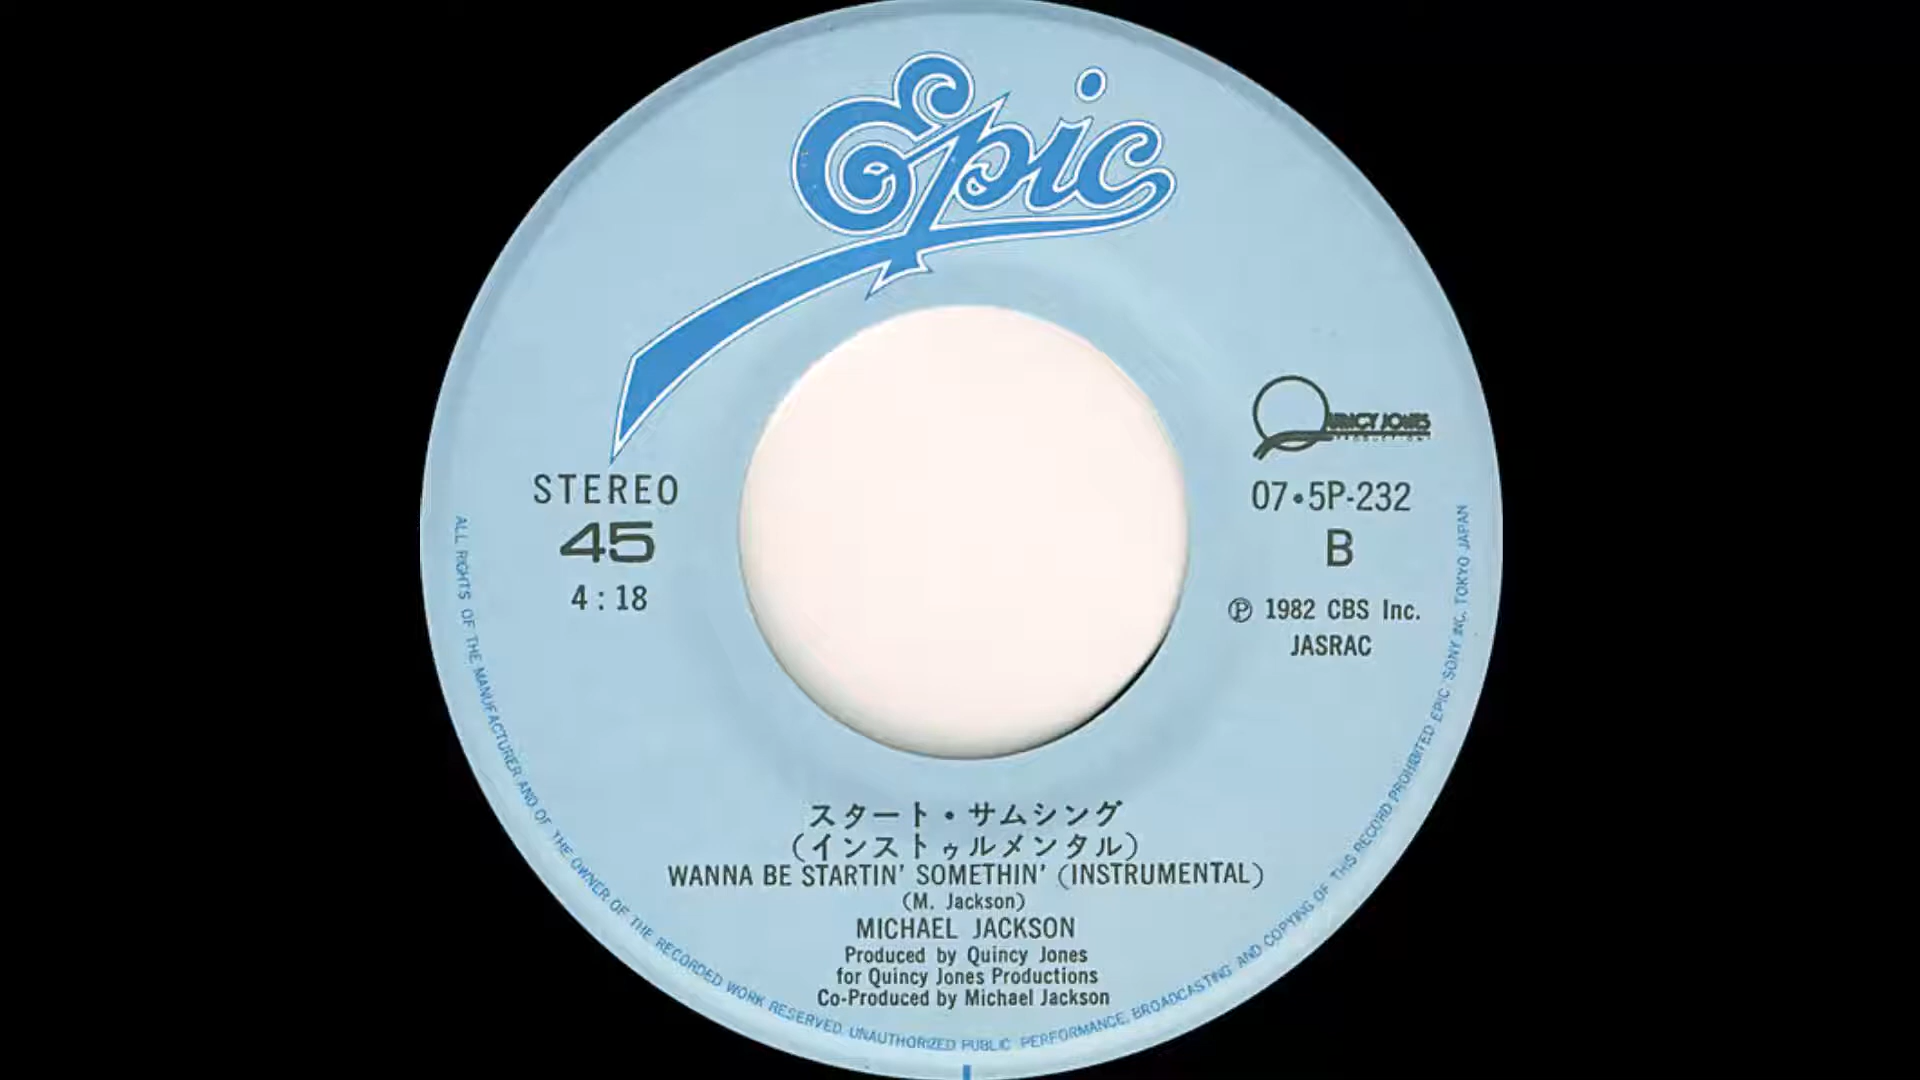 Epic
QUINCY JONES
PRODUCTIONS
STEREO
45
4:18
07•5P-232
B
Ⓟ 1982 CBS Inc.
JASRAC
スタート・サムシング
(インストゥルメンタル)
WANNA BE STARTIN' SOMETHIN' (INSTRUMENTAL)
(M. Jackson)
MICHAEL JACKSON
Produced by Quincy Jones
for Quincy Jones Productions
Co-Produced by Michael Jackson
ALL RIGHTS OF THE MANUFACTURER AND OF THE OWNER OF THE RECORDED WORK RESERVED. UNAUTHORIZED PUBLIC PERFORMANCE, BROADCASTING AND COPYING OF THIS RECORD PROHIBITED EPIC/SONY INC. TOKYO JAPAN